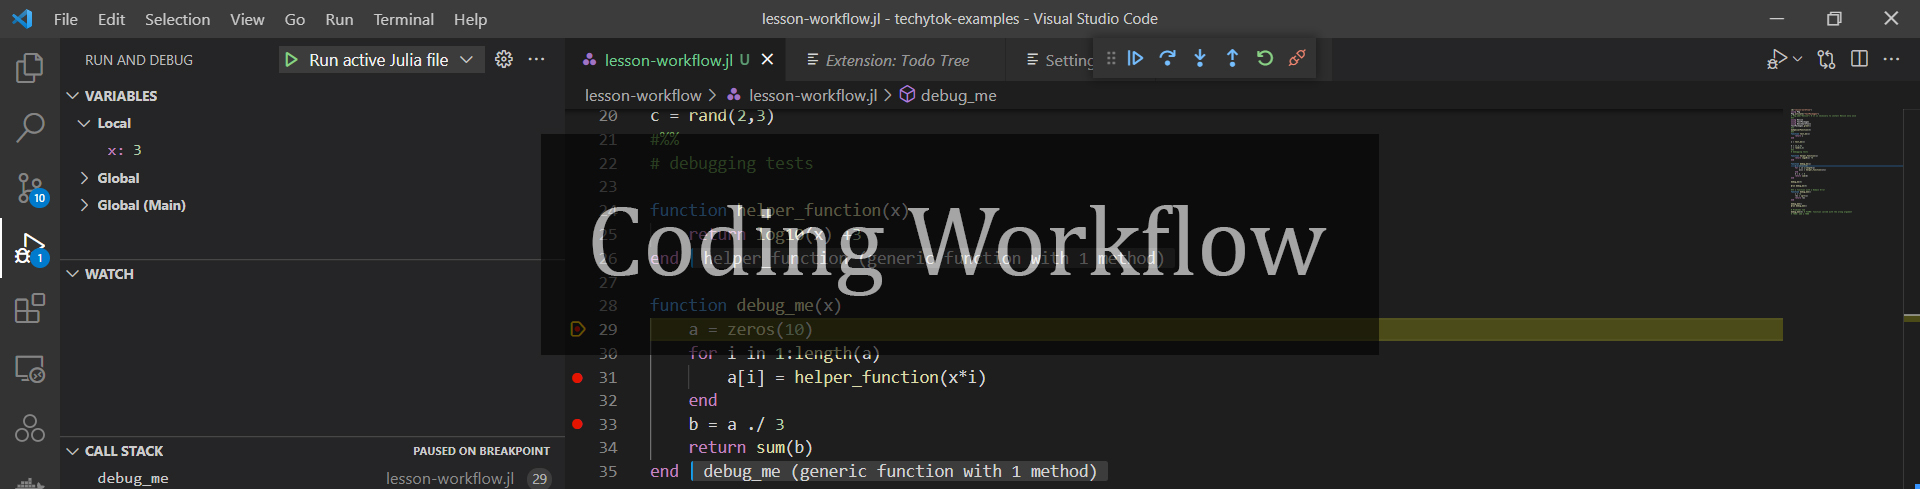 File Edit Selection View Go Run Terminal Help
lesson-workflow.jl - techytok-examples - Visual Studio Code
RUN AND DEBUG
Run active Julia file
VARIABLES
Local
x: 3
Global
Global (Main)
WATCH
CALL STACK
PAUSED ON BREAKPOINT
debug_me
lesson-workflow.jl
29
10
1
lesson-workflow.jl U
Extension: Todo Tree
Setting
lesson-workflow > lesson-workflow.jl > debug_me
20 c = rand(2,3)
21 #%%
22 # debugging tests
23
24 function helper_function(x)
25 return log10(x) +3
26 end helper_function (generic function with 1 method)
27
28 function debug_me(x)
29 a = zeros(10)
30 for i in 1:length(a)
31 a[i] = helper_function(x*i)
32 end
33 b = a ./ 3
34 return sum(b)
35 end debug_me (generic function with 1 method)
Coding Workflow